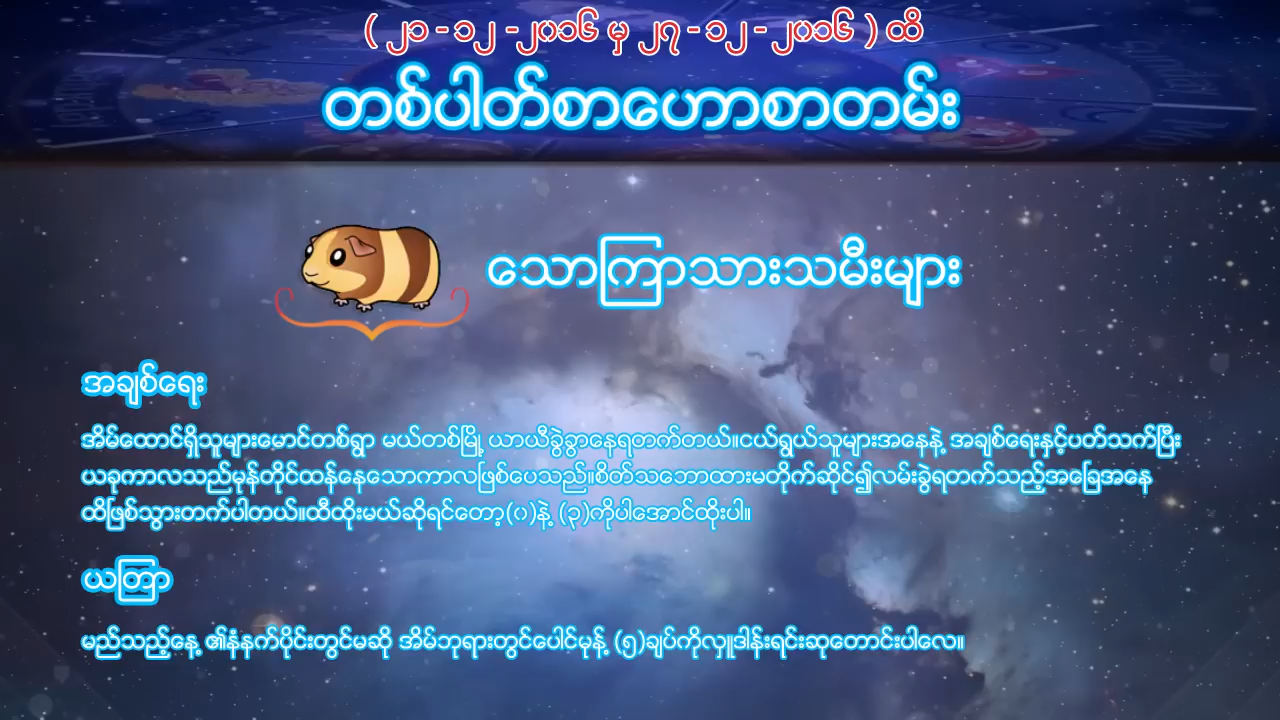 ( ၂၁ - ၁၂ -၂၀၁၆ မှ ၂၇ - ၁၂ - ၂၀၁၆ ) ထိ
တစ်ပါတ်စာဟောစာတမ်း
သောကြာသားသမီးများ
အချစ်ရေး
အိမ်ထောင်ရှိသူများမောင်တစ်ရွာ မယ်တစ်မြို့ ယာယီခွဲခွာနေရတက်တယ်။ငယ်ရွယ်သူများအနေနဲ့ အချစ်ရေးနှင့်ပတ်သက်ပြီး
ယခုကာလသည်မုန်တိုင်ထန်နေသောကာလဖြစ်ပေသည်။စိတ်သဘောထားမတိုက်ဆိုင်၍လမ်းခွဲရတက်သည့်အခြေအနေ
ထိဖြစ်သွားတက်ပါတယ်။ထီထိုးမယ်ဆိုရင်တော့(၀)နဲ့ (၃)ကိုပါအောင်ထိုးပါ။
ယတြာ
မည်သည့်နေ့ ၏နံနက်ပိုင်းတွင်မဆို အိမ်ဘုရားတွင်ပေါင်မုန့် (၅)ချပ်ကိုလှူဒါန်းရင်းဆုတောင်းပါလေ။